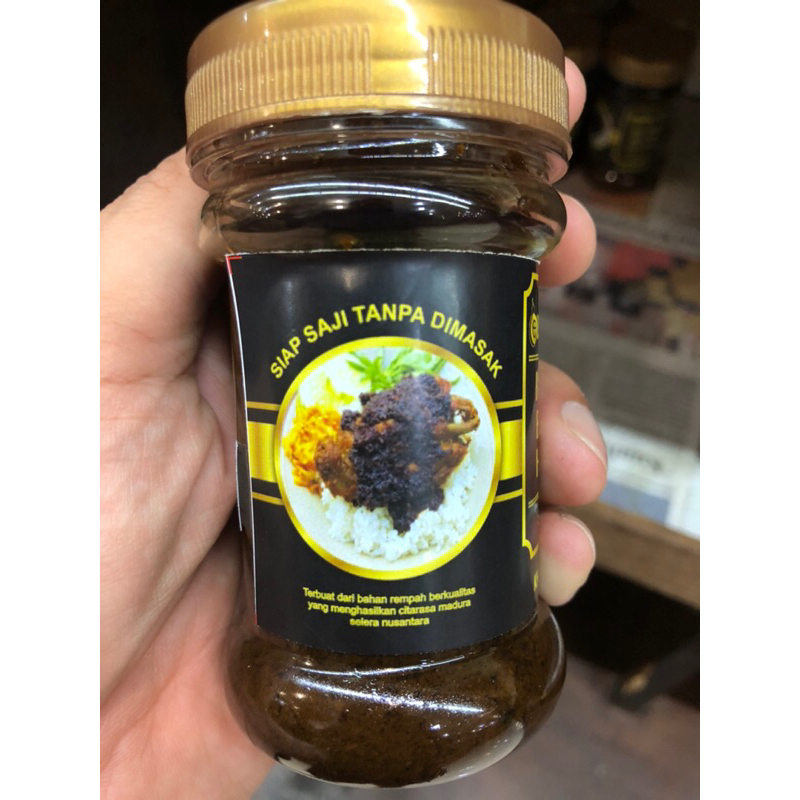 SIAP SAJI TANPA DIMASAK
Terbuat dari bahan rempah berkualitas
yang menghasilkan citarasa madura
selera nusantara